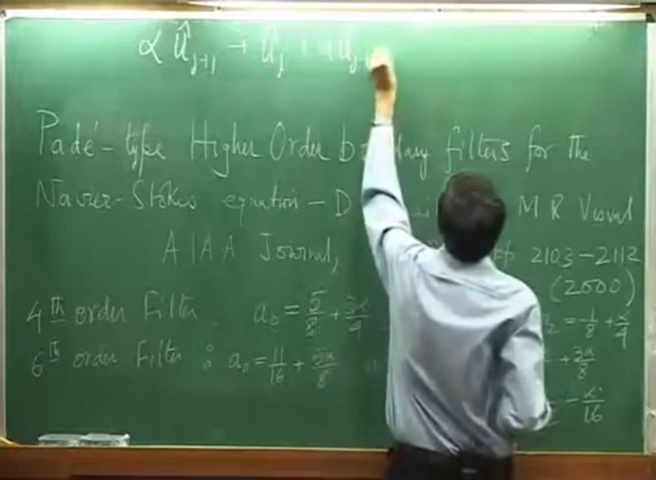 α û_{j+1} + û_j + α û_{j-1}
Padé-type Higher Order boundary filters for the
Navier-Stokes equation - D M R Visbal
AIAA Journal, pp 2103-2112
(2000)
4th order Filter a₀ = 5/8 + 3α/4 = -1/8 + α/4
6th order Filter : a₀ = 11/16 + 5α/8 + 3α/8
- α/16